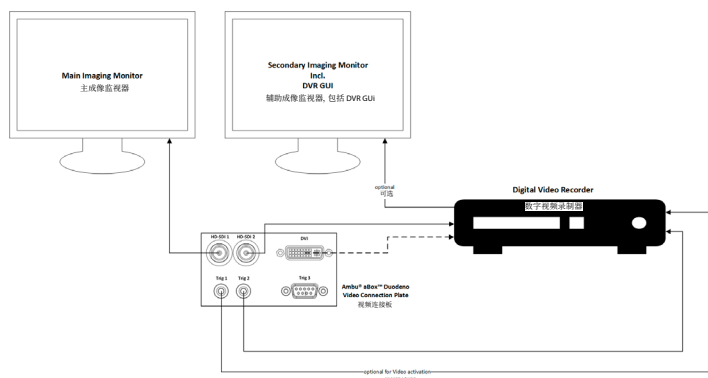 Main Imaging Monitor
主成像监视器
Secondary Imaging Monitor
Incl.
DVR GUI
辅助成像监视器, 包括 DVR GUi
optional
可选
Digital Video Recorder
数字视频录制器
HD-SDI 1
HD-SDI 2
DVI
Trig 1
Trig 2
Trig 3
Ambu® aBox™ Duodeno
Video Connection Plate
视频连接板
optional for Video activation